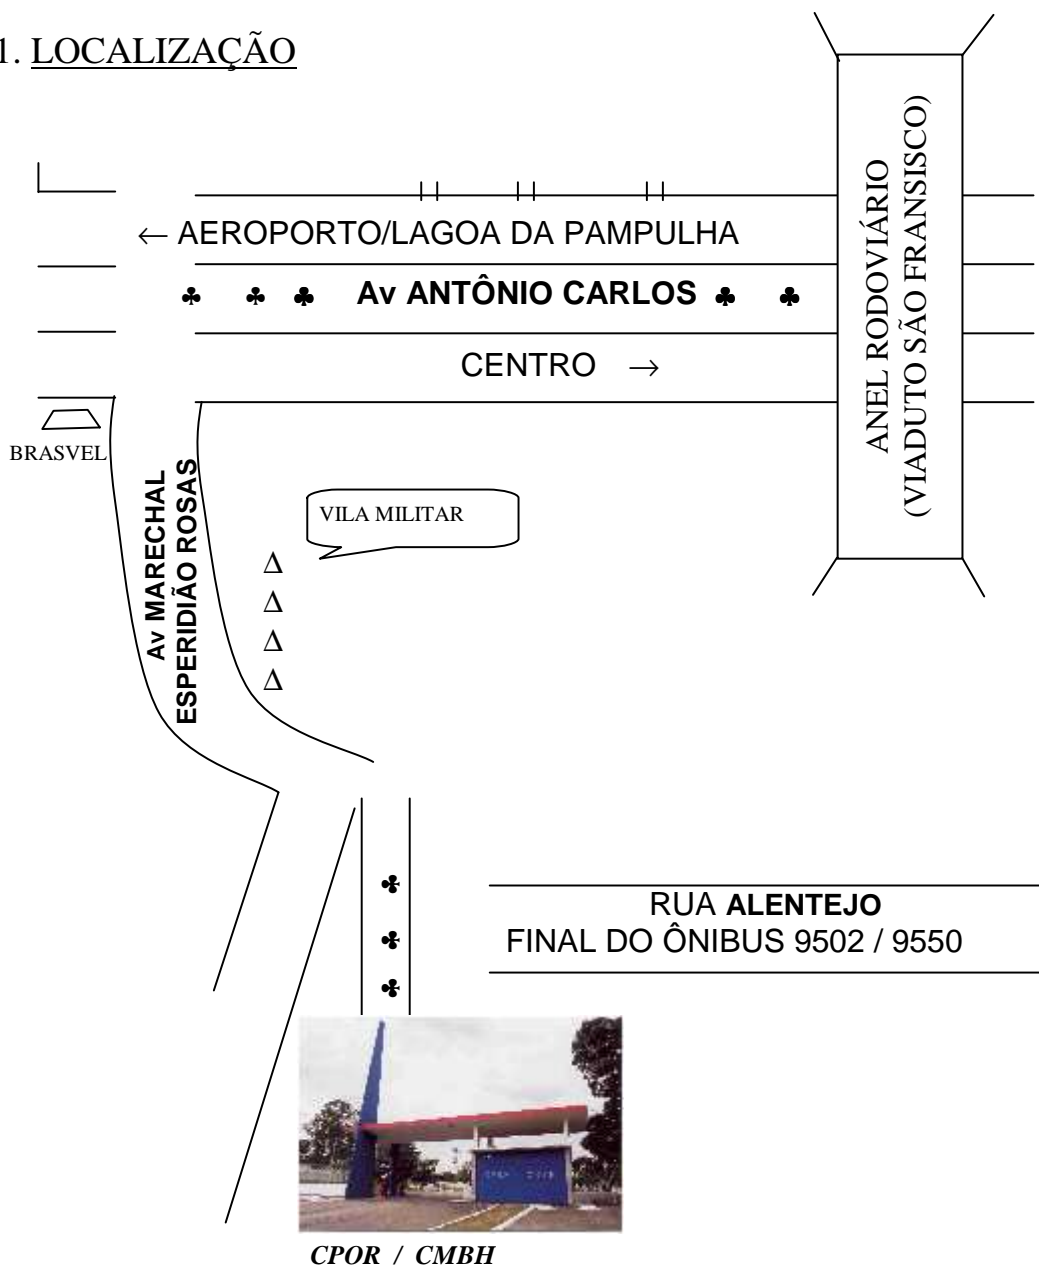 1. LOCALIZAÇÃO
← AEROPORTO/LAGOA DA PAMPULHA
Av ANTÔNIO CARLOS
CENTRO →
ANEL RODOVIÁRIO
(VIADUTO SÃO FRANSISCO)
BRASVEL
Av MARECHAL
ESPERIDIÃO ROSAS
VILA MILITAR
Δ
Δ
Δ
Δ
RUA ALENTEJO
FINAL DO ÔNIBUS 9502 / 9550
CPOR / CMBH